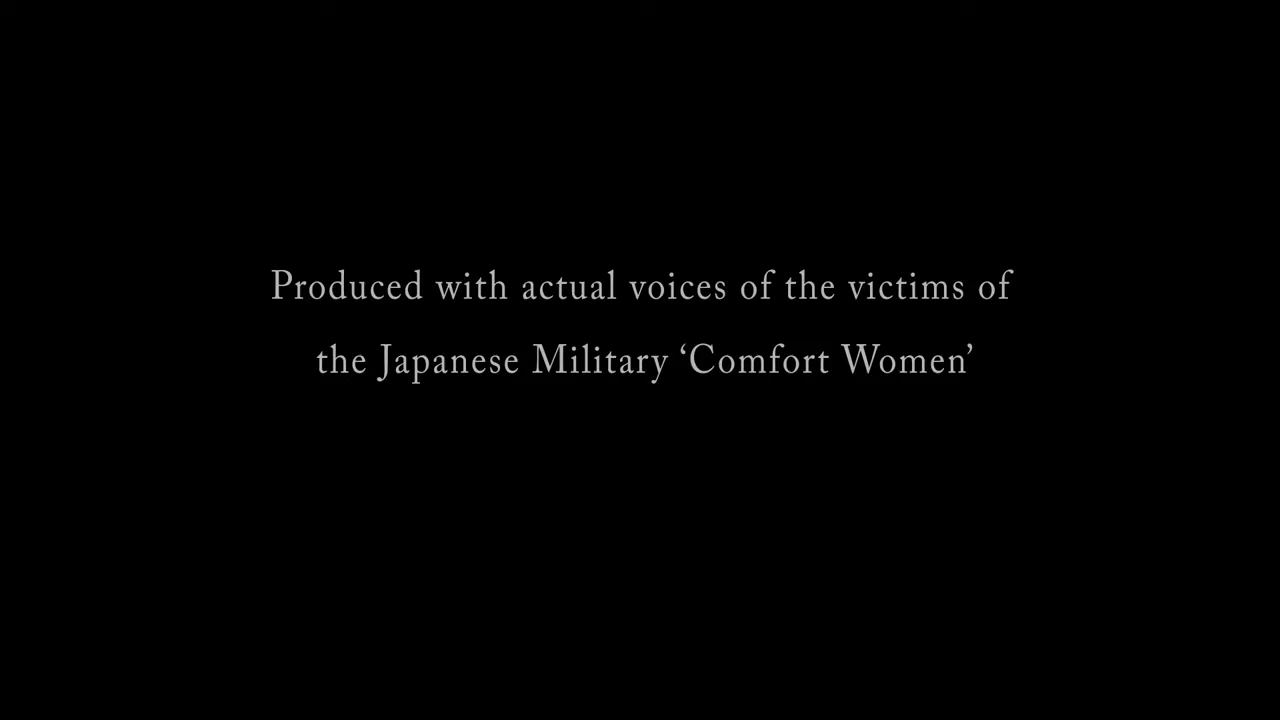 Produced with actual voices of the victims of
the Japanese Military ‘Comfort Women’